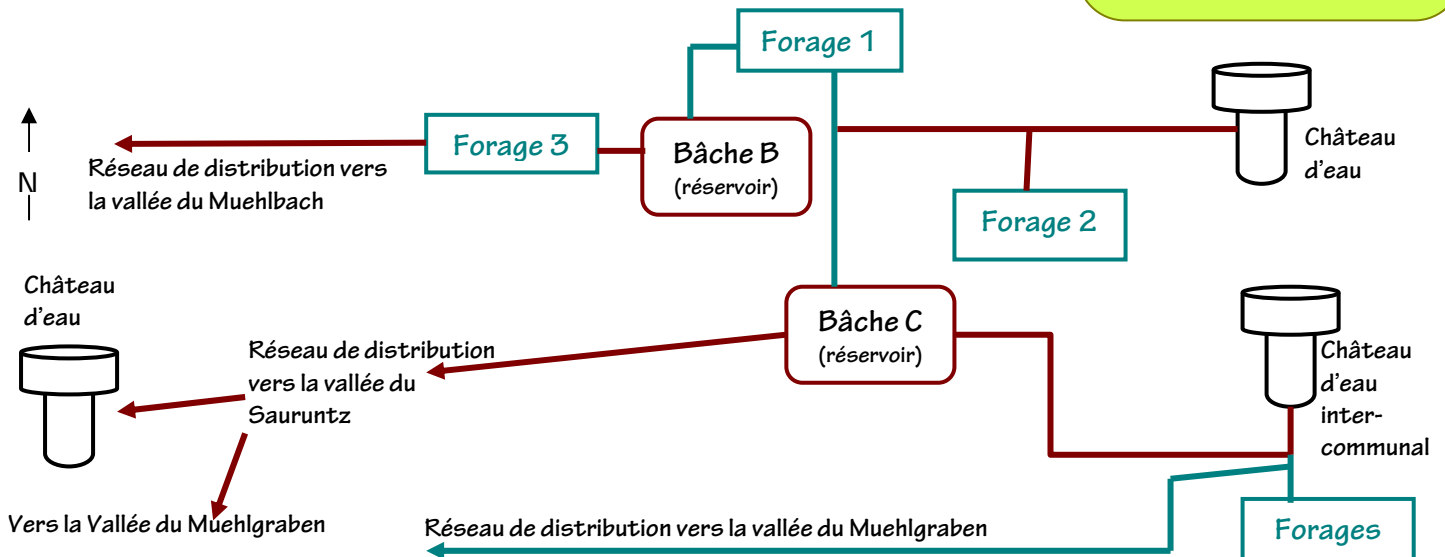 Forage 1
N
Forage 3
Bâche B
(réservoir)
Château
d'eau
Réseau de distribution vers
la vallée du Muehlbach
Forage 2
Château
d'eau
Bâche C
(réservoir)
Réseau de distribution
vers la vallée du
Sauruntz
Château
d'eau
inter-
communal
Vers la Vallée du Muehlgraben
Réseau de distribution vers la vallée du Muehlgraben
Forages